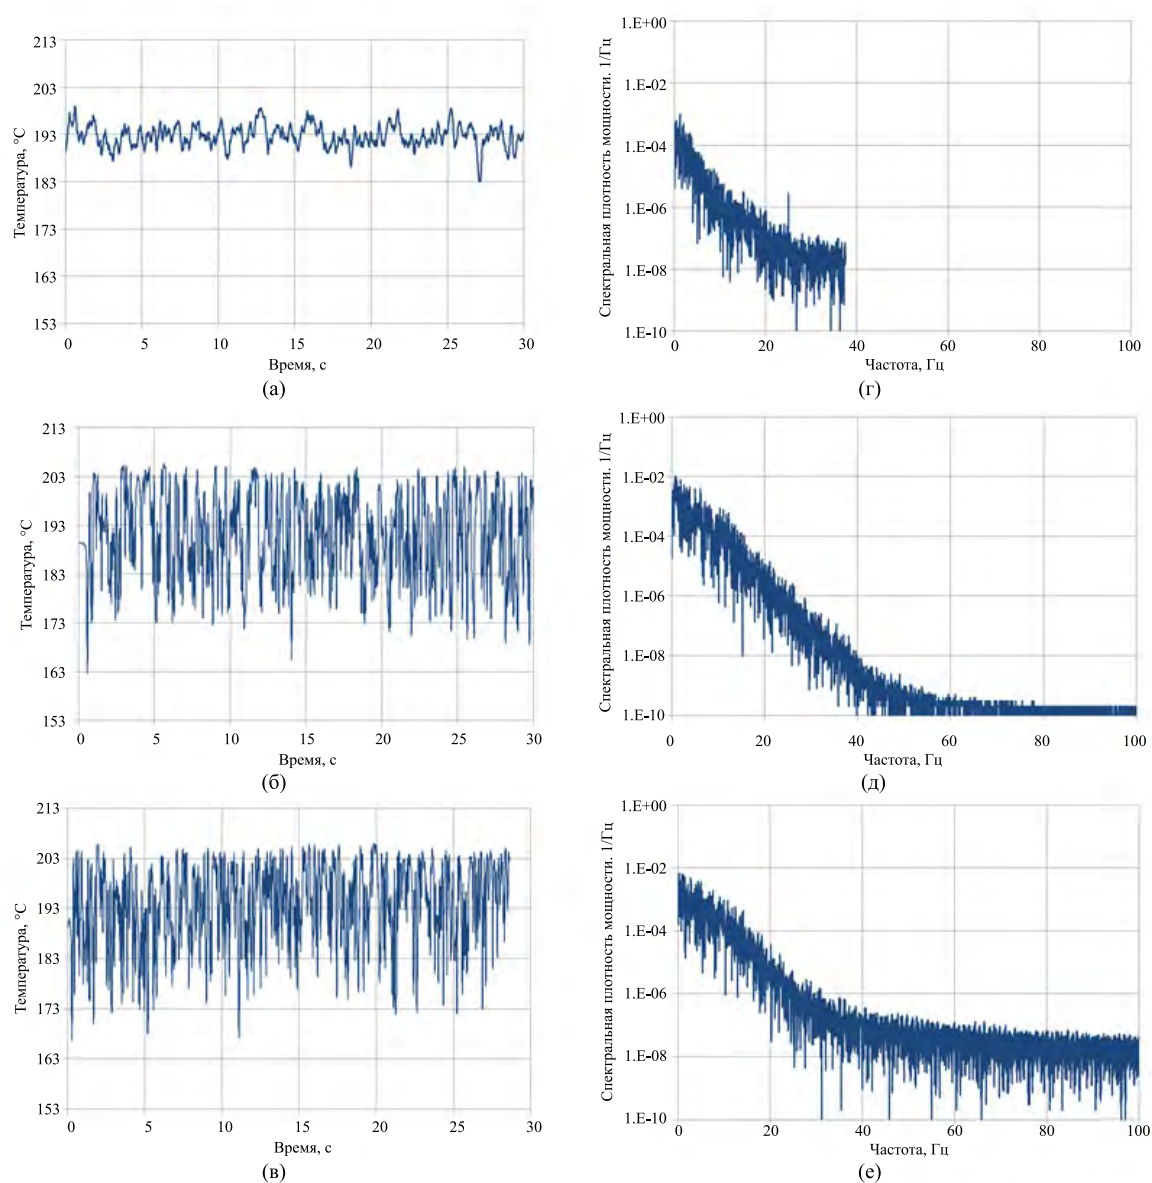 213
203
193
183
173
163
153
Температура, °C
0 5 10 15 20 25 30
Время, с
(а)
1.E+00
1.E-02
1.E-04
1.E-06
1.E-08
1.E-10
Спектральная плотность мощности. 1/Гц
0 20 40 60 80 100
Частота, Гц
(г)
213
203
193
183
173
163
153
Температура, °C
0 5 10 15 20 25 30
Время, с
(б)
1.E+00
1.E-02
1.E-04
1.E-06
1.E-08
1.E-10
Спектральная плотность мощности. 1/Гц
0 20 40 60 80 100
Частота, Гц
(д)
213
203
193
183
173
163
153
Температура, °C
0 5 10 15 20 25 30
Время, с
(в)
1.E+00
1.E-02
1.E-04
1.E-06
1.E-08
1.E-10
Спектральная плотность мощности. 1/Гц
0 20 40 60 80 100
Частота, Гц
(е)